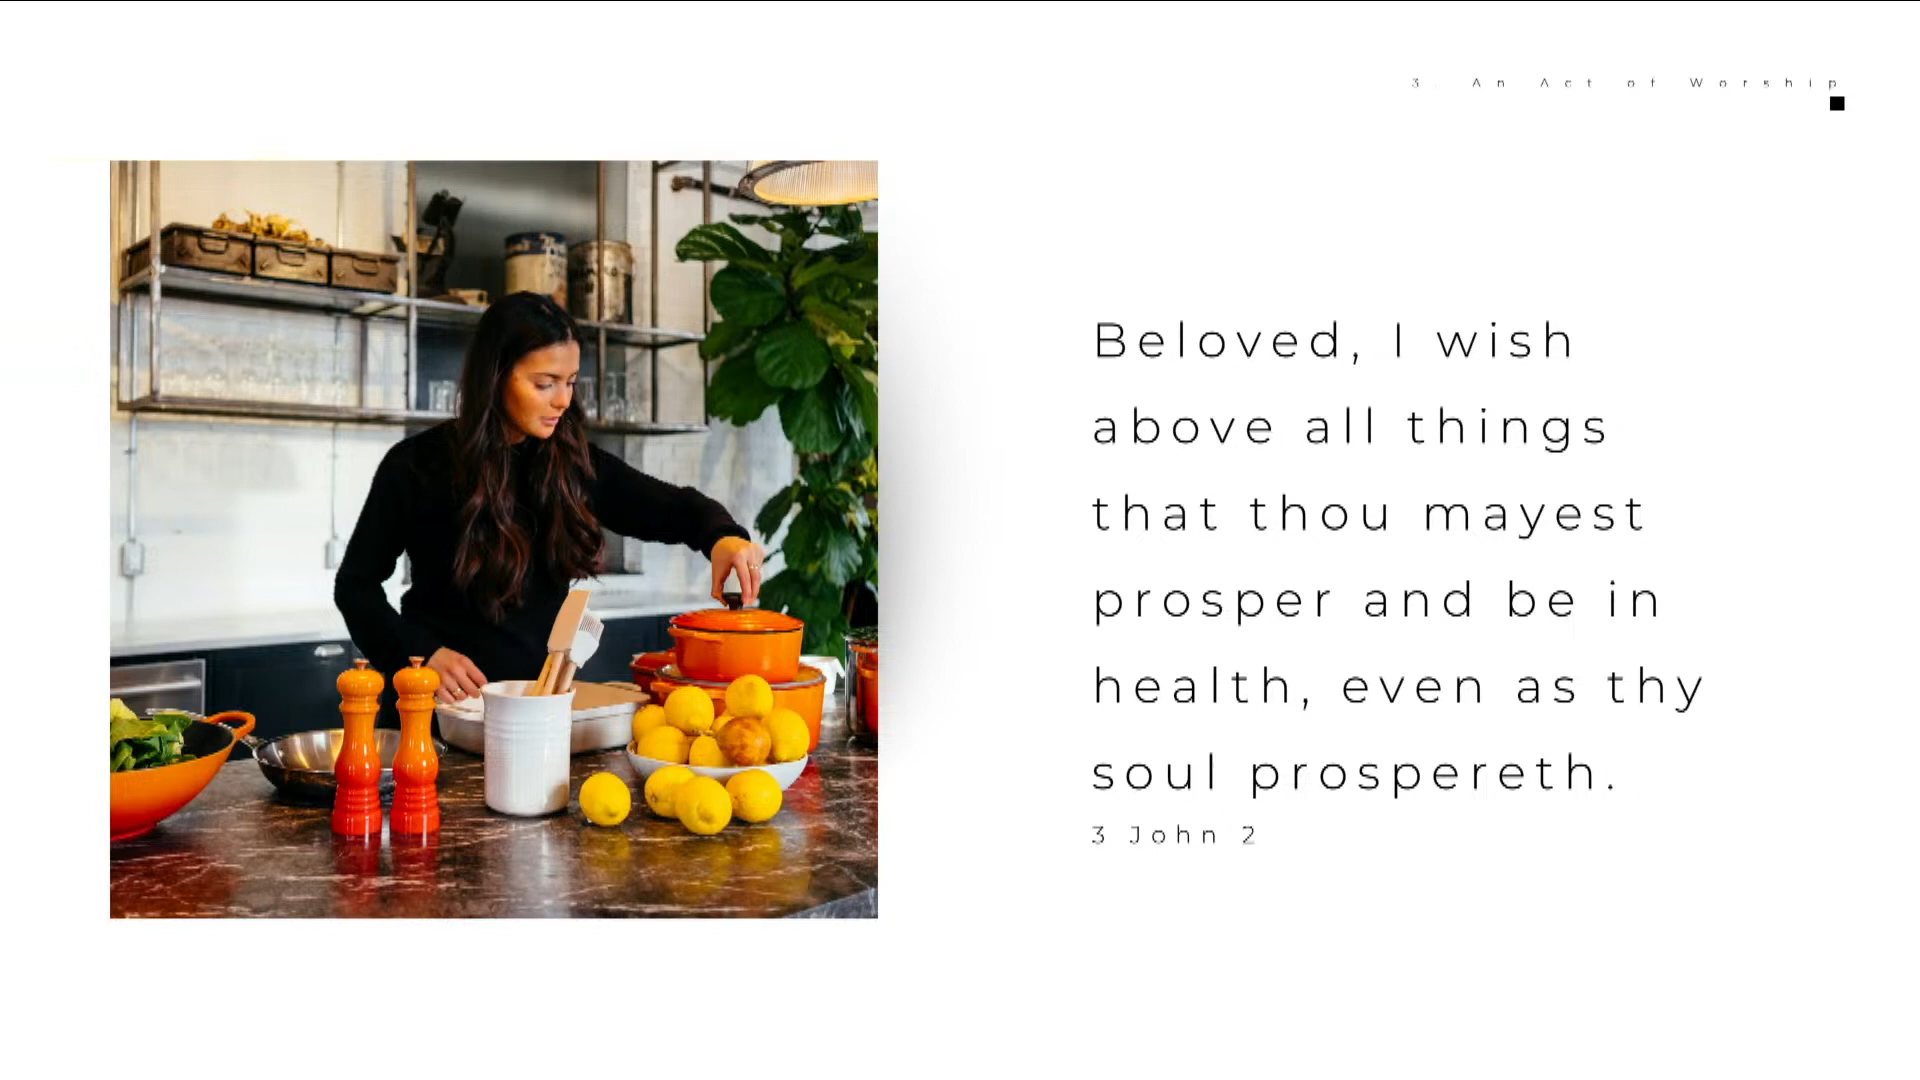 3. An Act of Worship
Beloved, I wish
above all things
that thou mayest
prosper and be in
health, even as thy
soul prospereth.
3 John 2